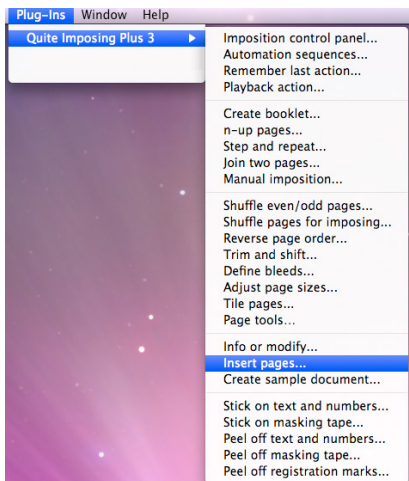 Plug-Ins Window Help
Quite Imposing Plus 3
Imposition control panel...
Automation sequences...
Remember last action...
Playback action...
Create booklet...
n-up pages...
Step and repeat...
Join two pages...
Manual imposition...
Shuffle even/odd pages...
Shuffle pages for imposing...
Reverse page order...
Trim and shift...
Define bleeds...
Adjust page sizes...
Tile pages...
Page tools...
Info or modify...
Insert pages...
Create sample document...
Stick on text and numbers...
Stick on masking tape...
Peel off text and numbers...
Peel off masking tape...
Peel off registration marks...